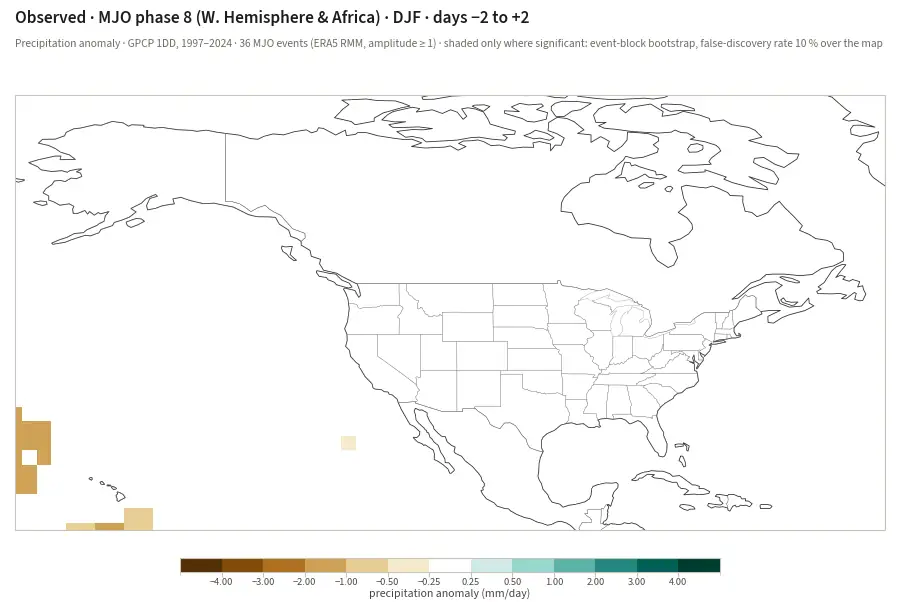 Observed · MJO phase 8 (W. Hemisphere & Africa) · DJF · days −2 to +2
Precipitation anomaly · GPCP 1DD, 1997–2024 · 36 MJO events (ERA5 RMM, amplitude ≥ 1) · shaded only where significant: event-block bootstrap, false-discovery rate 10 % over the map
−4.00 −3.00 −2.00 −1.00 −0.50 −0.25 0.25 0.50 1.00 2.00 3.00 4.00
precipitation anomaly (mm/day)